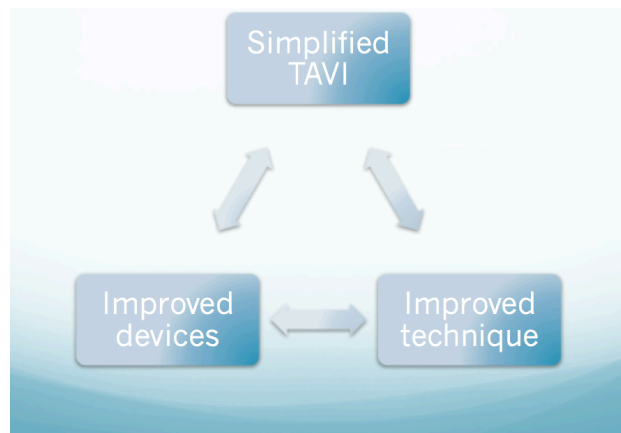 Simplified
TAVI
Improved
devices
Improved
technique